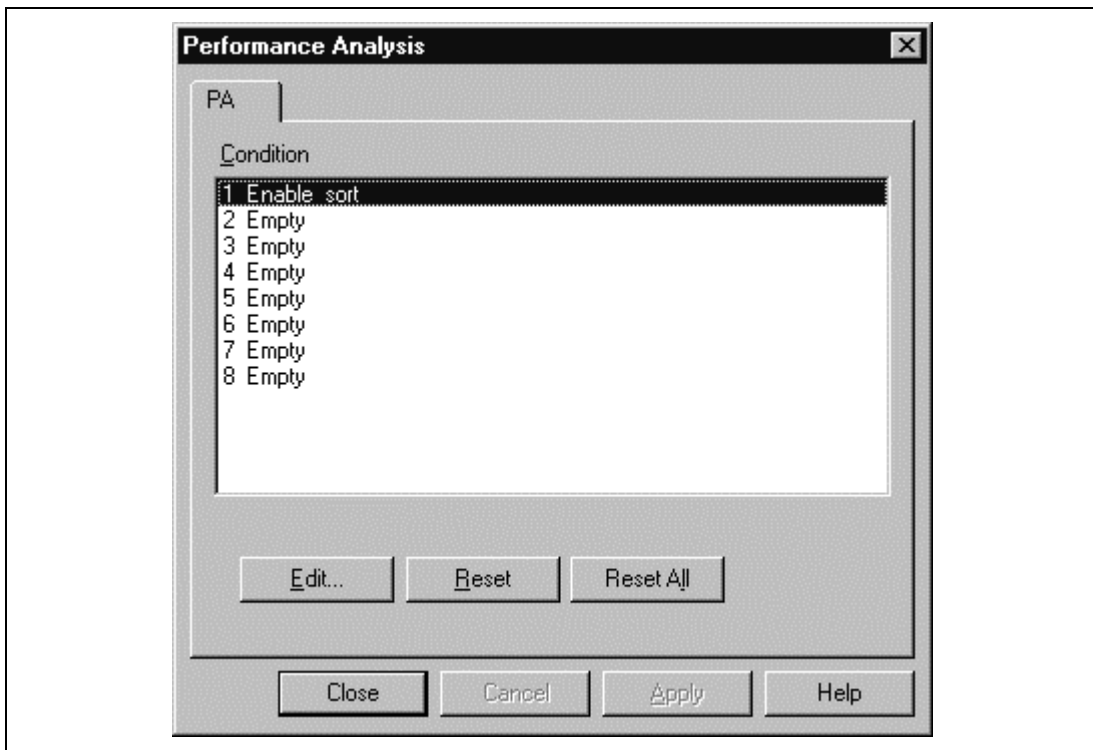 Performance Analysis
PA
Condition
1 Enable sort
2 Empty
3 Empty
4 Empty
5 Empty
6 Empty
7 Empty
8 Empty
Edit... Reset Reset All
Close Cancel Apply Help